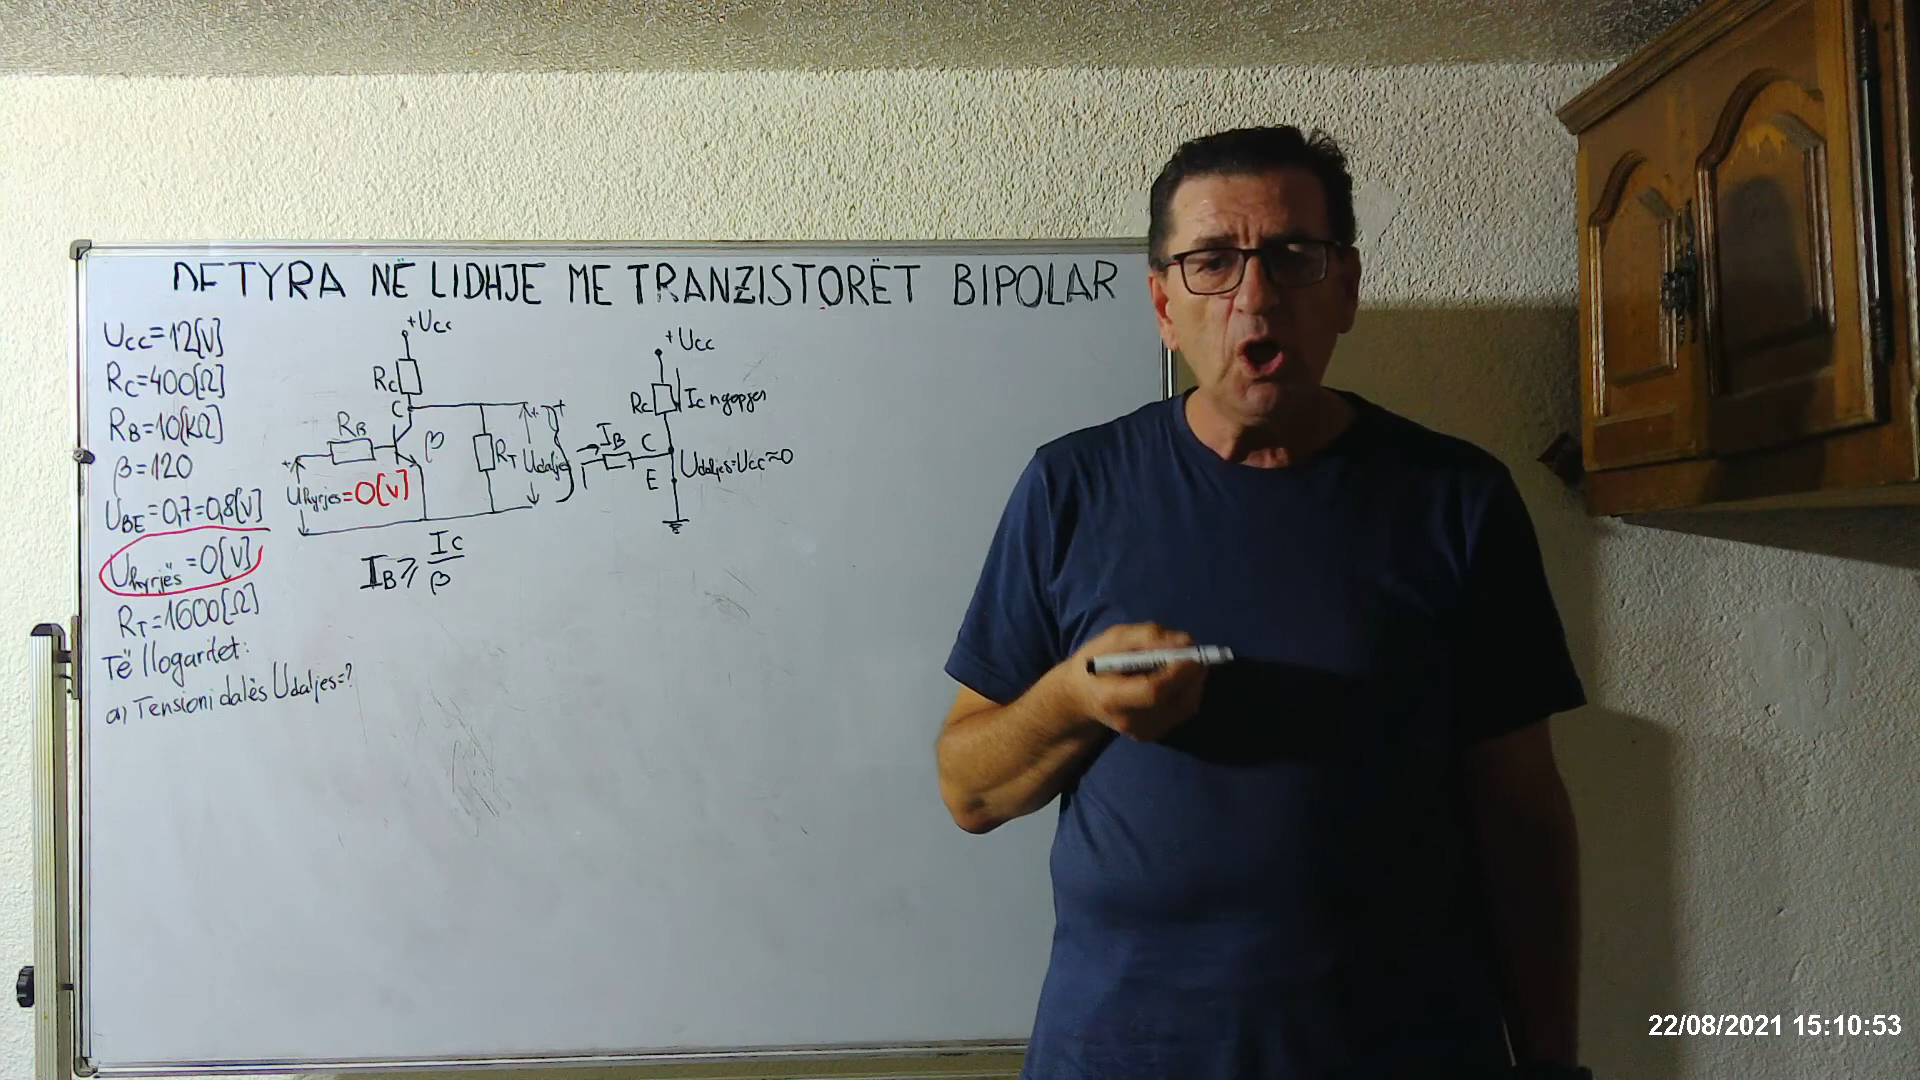 DETYRA NË LIDHJE ME TRANZISTORËT BIPOLAR
Ucc=12[V]
Rc=400[Ω]
RB=10[kΩ]
β=120
UBE=0,7=0,8[V]
Uhyrjës=0[V]
RT=1600[Ω]
Të llogaritet:
a) Tensioni dalës Udaljes=?
+Ucc
Rc
C
RB
β
+
Uhyrjes=0[V]
RT
+
Udaljes
+
IB≥Ic/β
+Ucc
Rc
Ic ngopjes
IB
C
E
Udaljes=Ucc≈0
22/08/2021 15:10:53